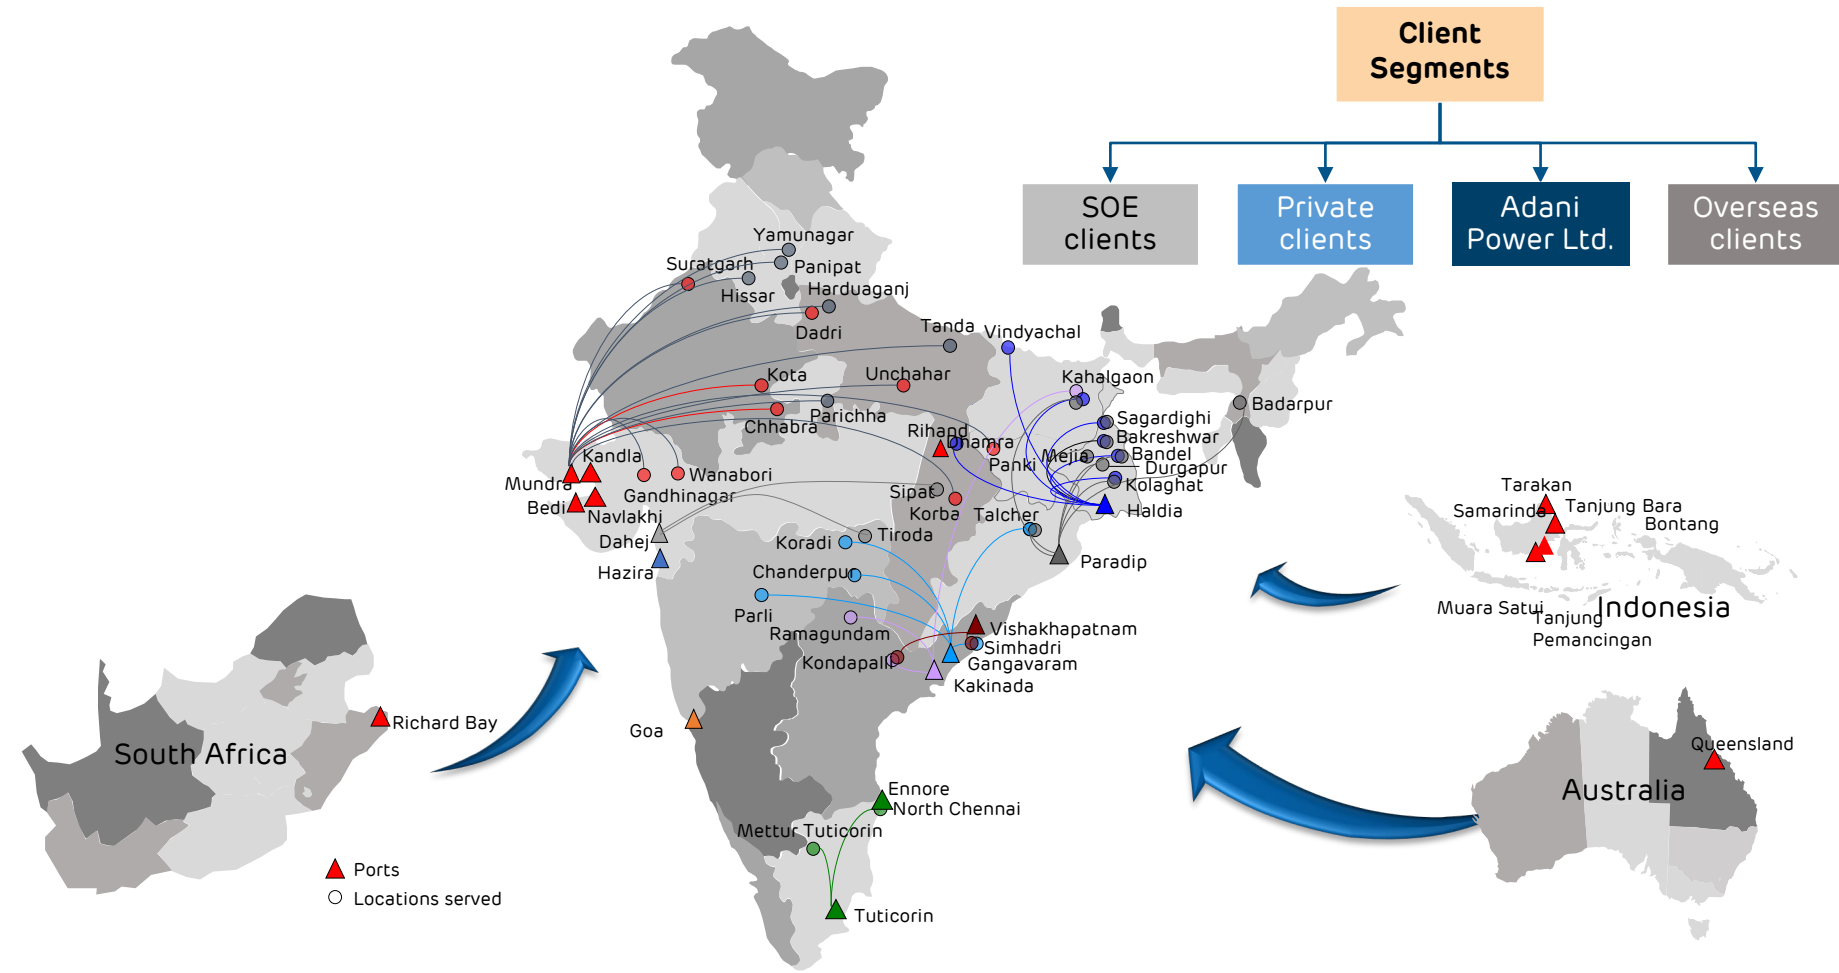 Client
Segments
SOE
clients
Private
clients
Adani
Power Ltd.
Overseas
clients
Yamunagar
Suratgarh
Panipat
Hissar
Harduaganj
Dadri
Tanda
Vindyachal
Kota
Unchahar
Kahalgaon
Badarpur
Chhabra
Parichha
Sagardighi
Rihand
Dhamra
Bakreshwar
Mejia
Bandel
Panki
Durgapur
Kandla
Wanabori
Mundra
Gandhinagar
Sipat
Kolaghat
Bedi
Navlakhi
Korba
Talcher
Haldia
Dahej
Koradi
Tiroda
Hazira
Chanderpur
Paradip
Parli
Ramagundam
Vishakhapatnam
Simhadri
Kondapalli
Gangavaram
Kakinada
Goa
Ennore
North Chennai
Mettur Tuticorin
Tuticorin
Tarakan
Samarinda
Tanjung Bara
Bontang
Muara Satui
Indonesia
Tanjung
Pemancingan
Richard Bay
South Africa
Queensland
Australia
Ports
Locations served